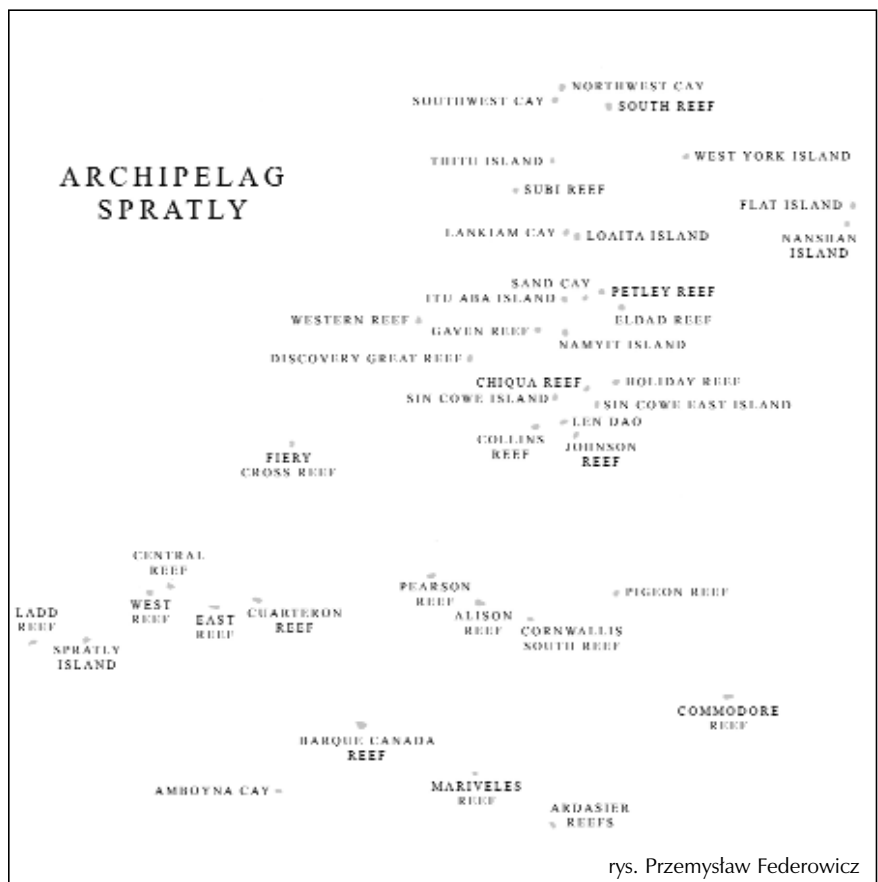 NORTHWEST CAY
SOUTHWEST CAY
SOUTH REEF
THITU ISLAND
WEST YORK ISLAND
ARCHIPELAG
SPRATLY
SUBI REEF
FLAT ISLAND
LANKIAM CAY
LOAITA ISLAND
NANSHAN
ISLAND
SAND CAY
PETLEY REEF
ITU ABA ISLAND
WESTERN REEF
ELDAD REEF
GAVEN REEF
NAMYIT ISLAND
DISCOVERY GREAT REEF
CHIQUA REEF
HOLIDAY REEF
SIN COWE ISLAND
SIN COWE EAST ISLAND
LEN DAO
COLLINS
REEF
JOHNSON
REEF
FIERY
CROSS REEF
CENTRAL
REEF
PEARSON
REEF
PIGEON REEF
WEST
REEF
LADD
REEF
EAST
REEF
CUARTERON
REEF
ALISON
REEF
CORNWALLIS
SOUTH REEF
SPRATLY
ISLAND
COMMODORE
REEF
BARQUE CANADA
REEF
AMBOYNA CAY
MARIVELES
REEF
ARDASIER
REEFS
rys. Przemysław Federowicz